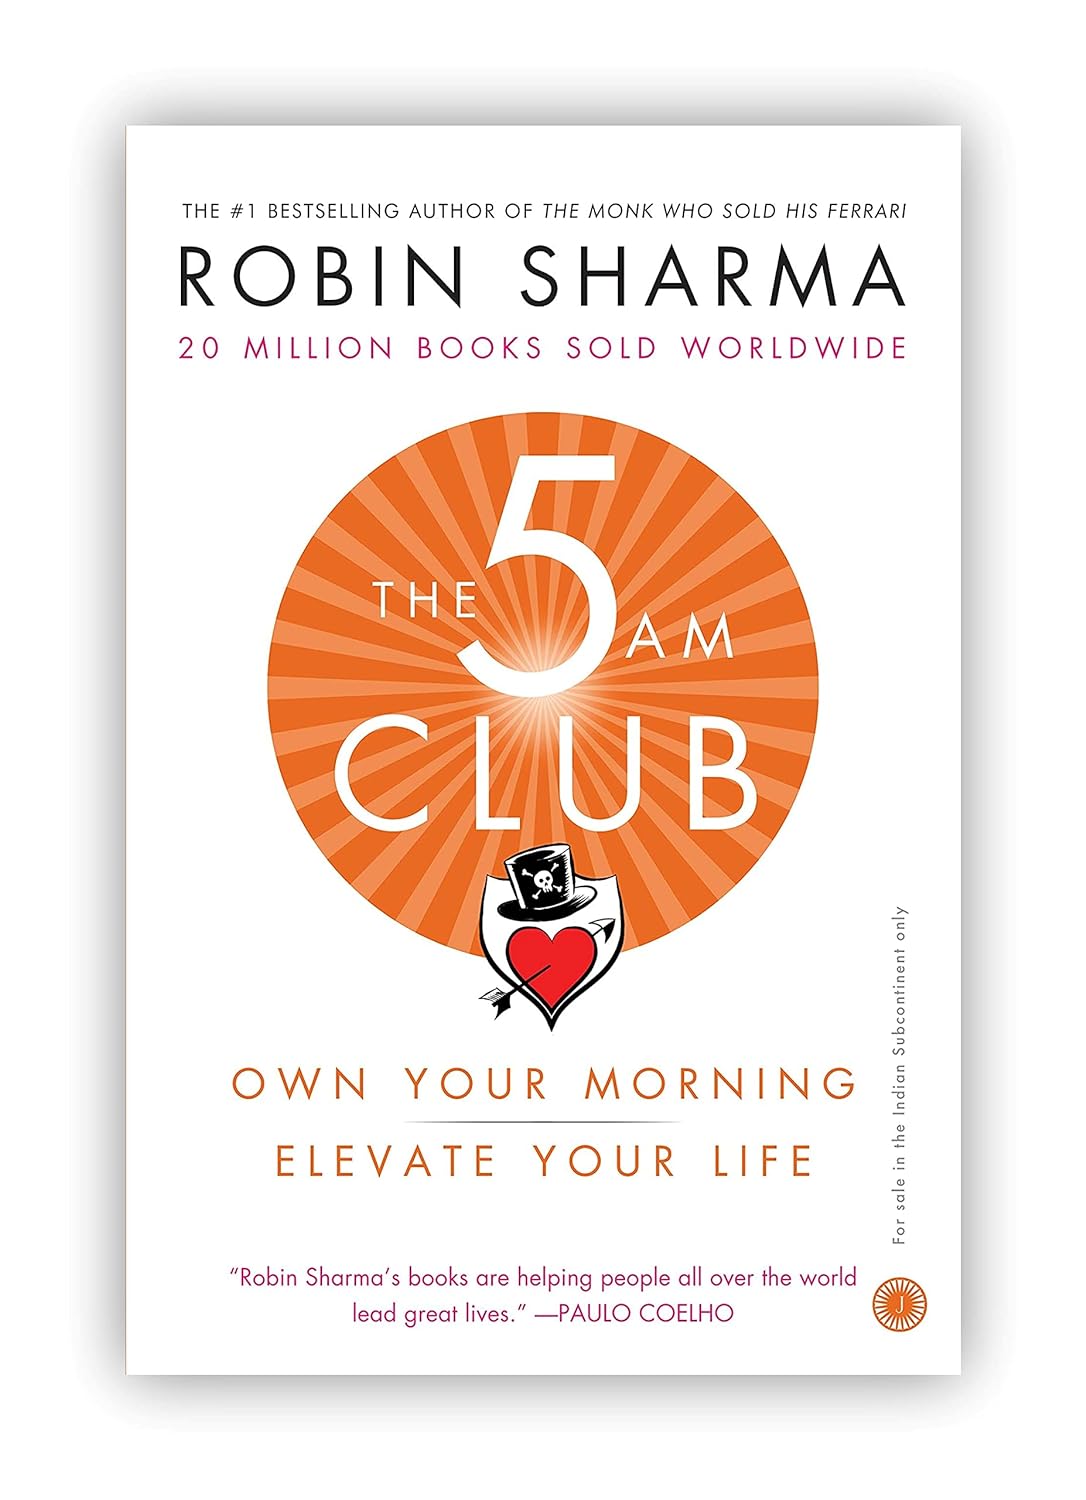 THE #1 BESTSELLING AUTHOR OF THE MONK WHO SOLD HIS FERRARI
ROBIN SHARMA
20 MILLION BOOKS SOLD WORLDWIDE
THE 5 AM
CLUB
OWN YOUR MORNING
ELEVATE YOUR LIFE
For sale in the Indian Subcontinent only
“Robin Sharma’s books are helping people all over the world
lead great lives.” —PAULO COELHO
J